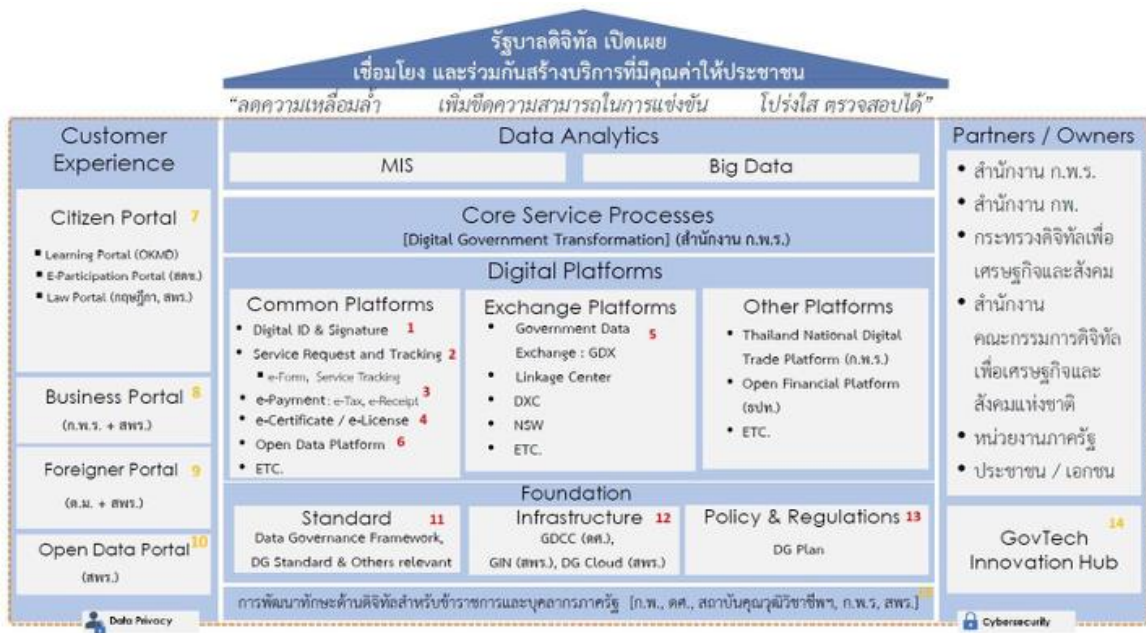 รัฐบาลดิจิทัล เปิดเผย
เชื่อมโยง และร่วมกันสร้างบริการที่มีคุณค่าให้ประชาชน
“ลดความเหลื่อมล้ำ เพิ่มขีดความสามารถในการแข่งขัน โปร่งใส ตรวจสอบได้”
Customer
Experience
Citizen Portal 7
Learning Portal (OKMD)
E-Participation Portal (สตช.)
Law Portal (กฤษฎีกา, สพร.)
Business Portal 8
(ก.พ.ร. + สพร.)
Foreigner Portal 9
(ต.ม. + สพร.)
Open Data Portal 10
(สพร.)
Data Analytics
MIS
Big Data
Core Service Processes
[Digital Government Transformation] (สำนักงาน ก.พ.ร.)
Digital Platforms
Common Platforms
• Digital ID & Signature 1
• Service Request and Tracking 2
e-Form, Service Tracking
• e-Payment: e-Tax, e-Receipt 3
• e-Certificate / e-License 4
• Open Data Platform 6
• ETC.
Exchange Platforms
• Government Data 5
Exchange : GDX
• Linkage Center
• DXC
• NSW
• ETC.
Other Platforms
• Thailand National Digital
Trade Platform (ก.พ.ร.)
• Open Financial Platform
(ธปท.)
• ETC.
Foundation
Standard 11
Data Governance Framework,
DG Standard & Others relevant
Infrastructure 12
GDCC (ดศ.),
GIN (สพร.), DG Cloud (สพร.)
Policy & Regulations 13
DG Plan
การพัฒนาทักษะด้านดิจิทัลสำหรับข้าราชการและบุคลากรภาครัฐ [ก.พ., ดศ., สถาบันคุณวุฒิวิชาชีพฯ, ก.พ.ร, สพร.]
Partners / Owners
• สำนักงาน ก.พ.ร.
• สำนักงาน กพ.
• กระทรวงดิจิทัลเพื่อ
เศรษฐกิจและสังคม
• สำนักงาน
คณะกรรมการดิจิทัล
เพื่อเศรษฐกิจและ
สังคมแห่งชาติ
• หน่วยงานภาครัฐ
• ประชาชน / เอกชน
14
GovTech
Innovation Hub
Data Privacy
Cybersecurity